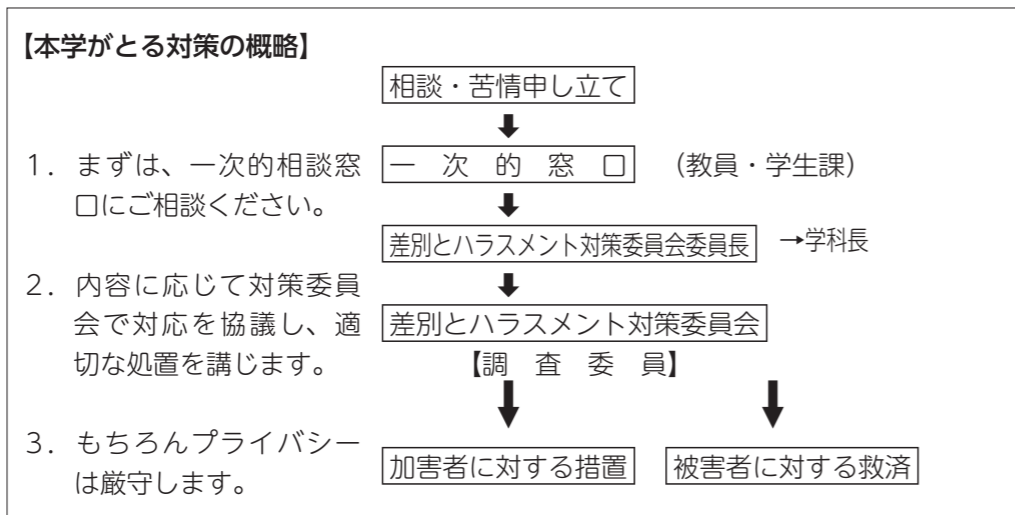 【本学がとる対策の概略】
相談・苦情申し立て
1．まずは、一次的相談窓
口にご相談ください。
一次的窓口 （教員・学生課）
差別とハラスメント対策委員会委員長 →学科長
2．内容に応じて対策委員
会で対応を協議し、適
切な処置を講じます。
差別とハラスメント対策委員会
【調査委員】
3．もちろんプライバシー
は厳守します。
加害者に対する措置 被害者に対する救済